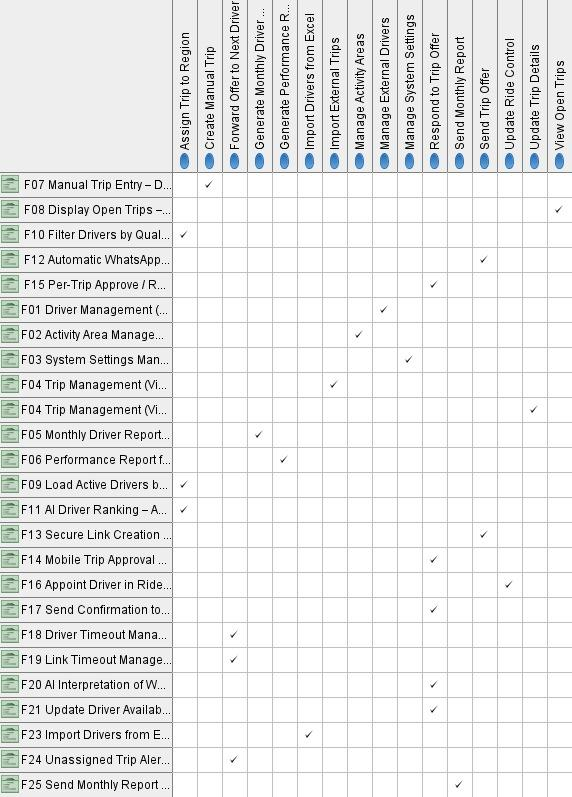 Assign Trip to Region
Create Manual Trip
Forward Offer to Next Driver
Generate Monthly Driver ...
Generate Performance R...
Import Drivers from Excel
Import External Trips
Manage Activity Areas
Manage External Drivers
Manage System Settings
Respond to Trip Offer
Send Monthly Report
Send Trip Offer
Update Ride Control
Update Trip Details
View Open Trips
F07 Manual Trip Entry – D...
F08 Display Open Trips –...
F10 Filter Drivers by Qual...
F12 Automatic WhatsApp...
F15 Per-Trip Approve / R...
F01 Driver Management (...
F02 Activity Area Manage...
F03 System Settings Man...
F04 Trip Management (Vi...
F04 Trip Management (Vi...
F05 Monthly Driver Report...
F06 Performance Report f...
F09 Load Active Drivers b...
F11 AI Driver Ranking – A...
F13 Secure Link Creation ...
F14 Mobile Trip Approval ...
F16 Appoint Driver in Ride...
F17 Send Confirmation to...
F18 Driver Timeout Mana...
F19 Link Timeout Manage...
F20 AI Interpretation of W...
F21 Update Driver Availab...
F23 Import Drivers from E...
F24 Unassigned Trip Aler...
F25 Send Monthly Report ...